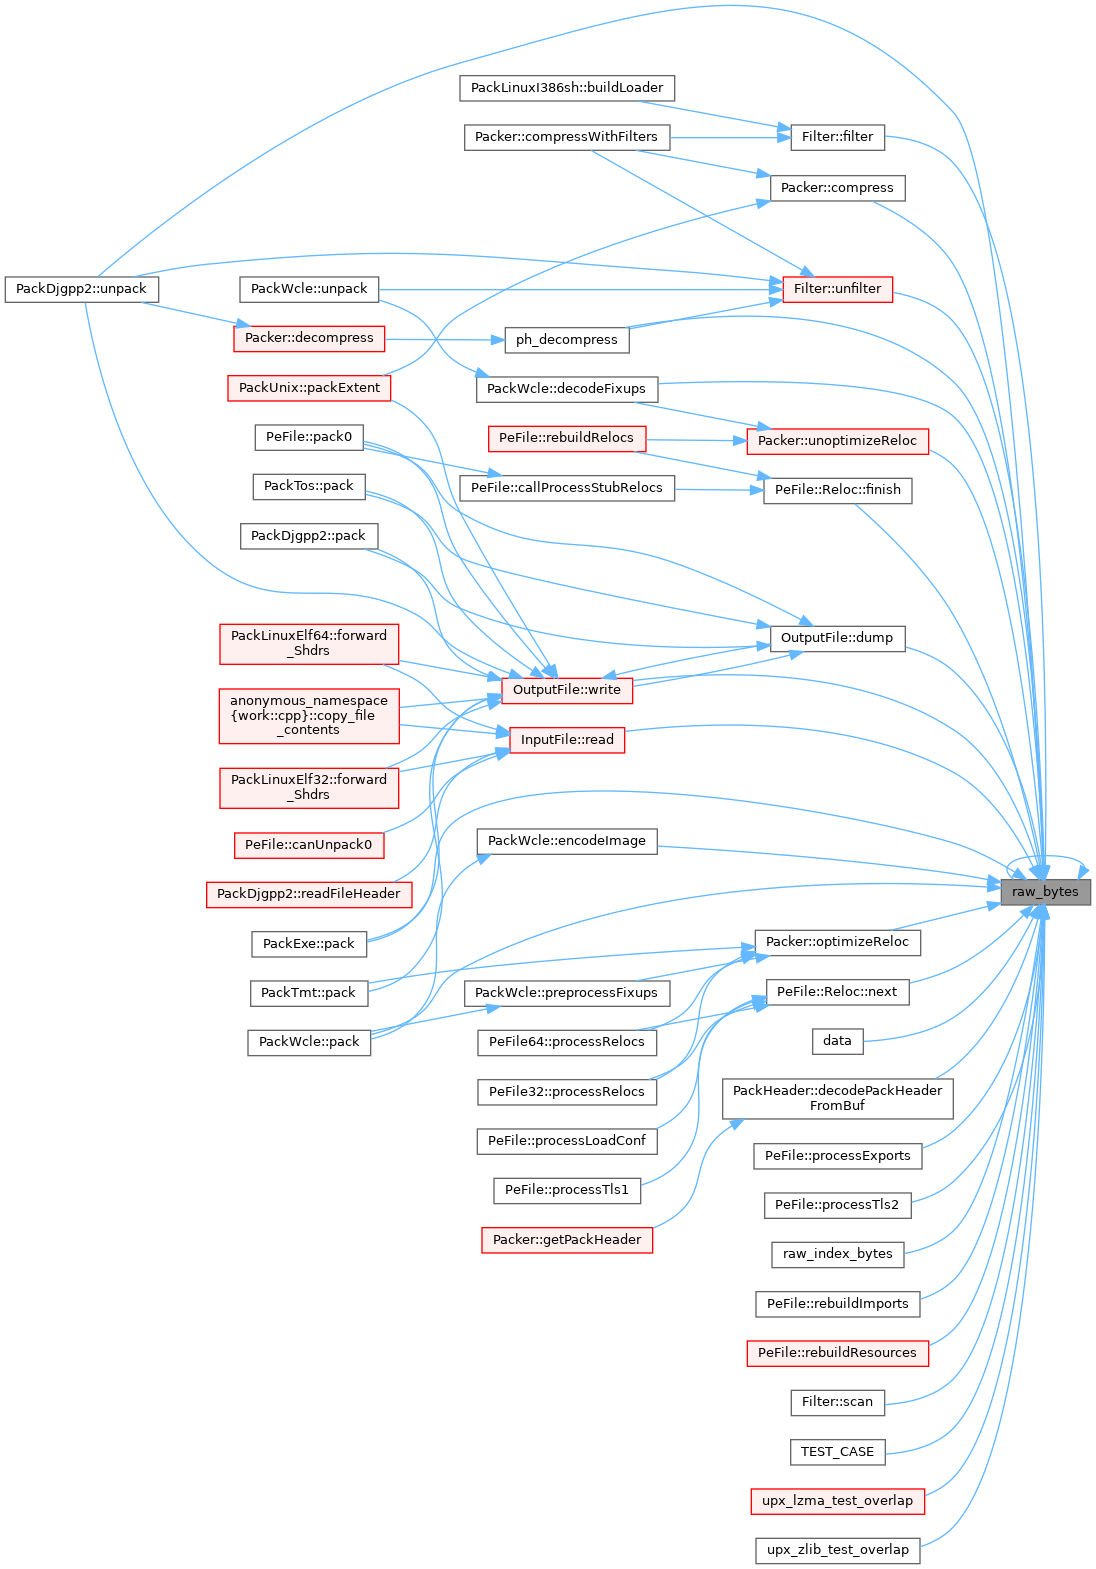 PackLinuxI386sh::buildLoader
Packer::compressWithFilters
Filter::filter
Packer::compress
PackDjgpp2::unpack
PackWcle::unpack
Filter::unfilter
Packer::decompress
ph_decompress
PackUnix::packExtent
PackWcle::decodeFixups
PeFile::pack0
PeFile::rebuildRelocs
Packer::unoptimizeReloc
PackTos::pack
PeFile::callProcessStubRelocs
PeFile::Reloc::finish
PackDjgpp2::pack
PackLinuxElf64::forward
_Shdrs
OutputFile::dump
OutputFile::write
anonymous_namespace
{work::cpp}::copy_file
_contents
InputFile::read
PackLinuxElf32::forward
_Shdrs
PeFile::canUnpack0
PackWcle::encodeImage
PackDjgpp2::readFileHeader
raw_bytes
PackExe::pack
Packer::optimizeReloc
PackTmt::pack
PackWcle::preprocessFixups
PeFile::Reloc::next
PackWcle::pack
PeFile64::processRelocs
data
PeFile32::processRelocs
PackHeader::decodePackHeader
FromBuf
PeFile::processLoadConf
PeFile::processExports
PeFile::processTls1
PeFile::processTls2
Packer::getPackHeader
raw_index_bytes
PeFile::rebuildImports
PeFile::rebuildResources
Filter::scan
TEST_CASE
upx_lzma_test_overlap
upx_zlib_test_overlap